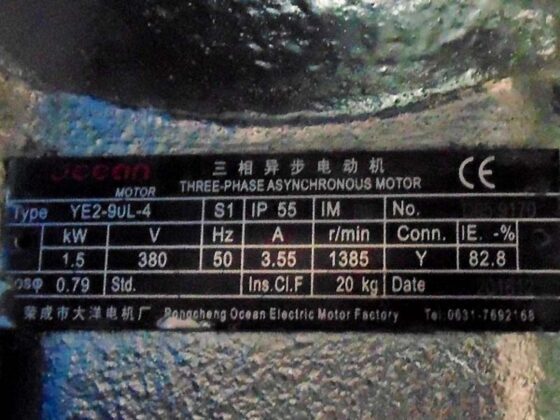 Ocean 三相异步电动机 CE
MOTOR THREE-PHASE ASYNCHRONOUS MOTOR
Type YE2-90L-4 S1 IP 55 IM No.
kW V Hz A r/min Conn. IE. -%
1.5 380 50 3.55 1385 Y 82.8
cosφ 0.79 Std. Ins.Cl.F 20 kg Date
荣成市大洋电机厂 Rongcheng Ocean Electric Motor Factory Tel:0631-7692168